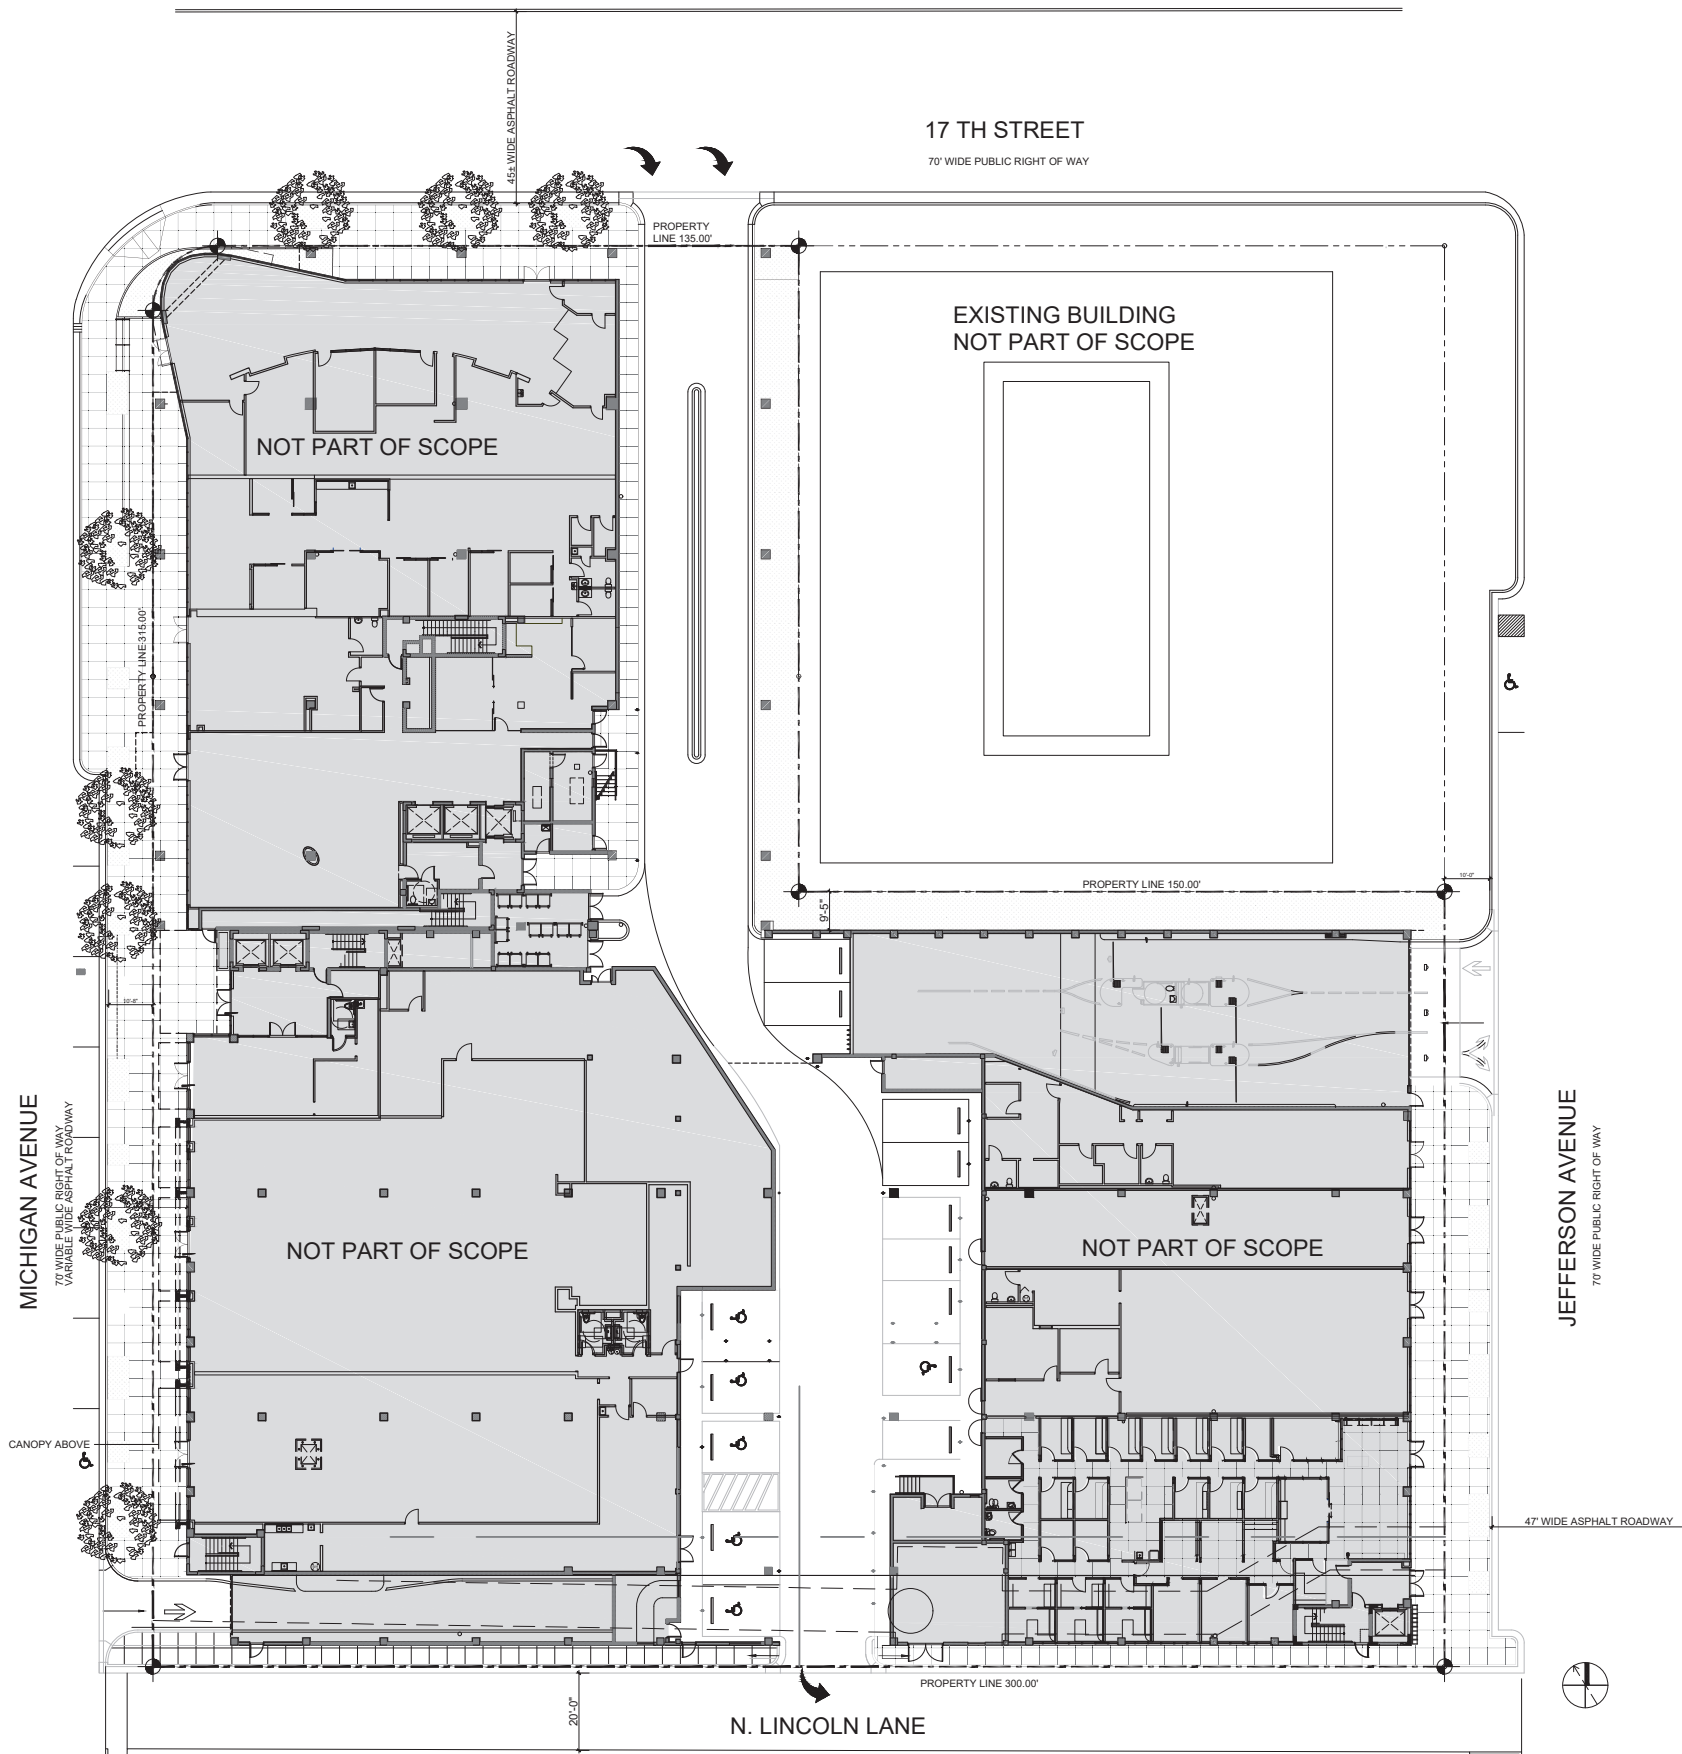 45± WIDE ASPHALT ROADWAY
17 TH STREET
70' WIDE PUBLIC RIGHT OF WAY
PROPERTY
LINE 135.00'
EXISTING BUILDING
NOT PART OF SCOPE
NOT PART OF SCOPE
PROPERTY LINE 315.00'
PROPERTY LINE 150.00'
10'-0"
9'-5"
10'-8"
MICHIGAN AVENUE
70' WIDE PUBLIC RIGHT OF WAY
VARIABLE WIDE ASPHALT ROADWAY
JEFFERSON AVENUE
70' WIDE PUBLIC RIGHT OF WAY
NOT PART OF SCOPE
NOT PART OF SCOPE
CANOPY ABOVE
47' WIDE ASPHALT ROADWAY
PROPERTY LINE 300.00'
20'-0"
N. LINCOLN LANE